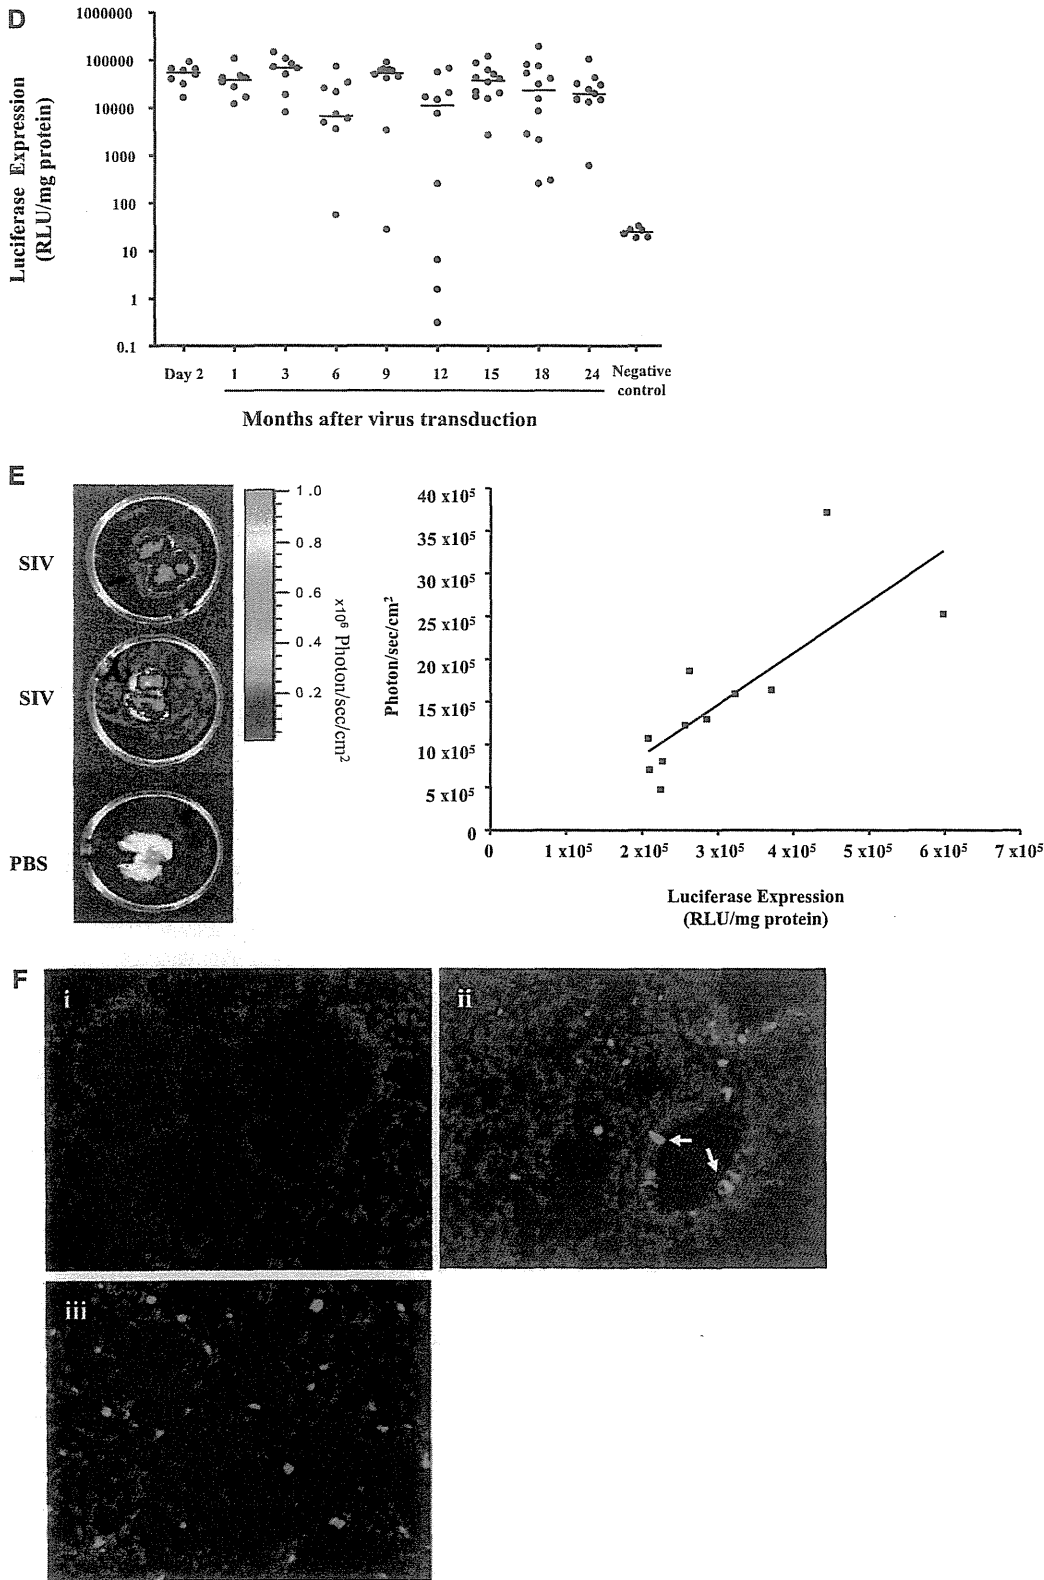 D
1000000
100000
10000
1000
100
10
1
0.1
Luciferase Expression
(RLU/mg protein)
Day 2 1 3 6 9 12 15 18 24 Negative
control
Months after virus transduction
E
SIV
SIV
PBS
1.0
0.8
0.6
0.4
0.2
x10⁶ Photon/sec/cm²
40 x10⁵
35 x10⁵
30 x10⁵
25 x10⁵
20 x10⁵
15 x10⁵
10 x10⁵
5 x10⁵
0
Photon/sec/cm²
0 1 x10⁵ 2 x10⁵ 3 x10⁵ 4 x10⁵ 5 x10⁵ 6 x10⁵ 7 x10⁵
Luciferase Expression
(RLU/mg protein)
F
i
ii
iii